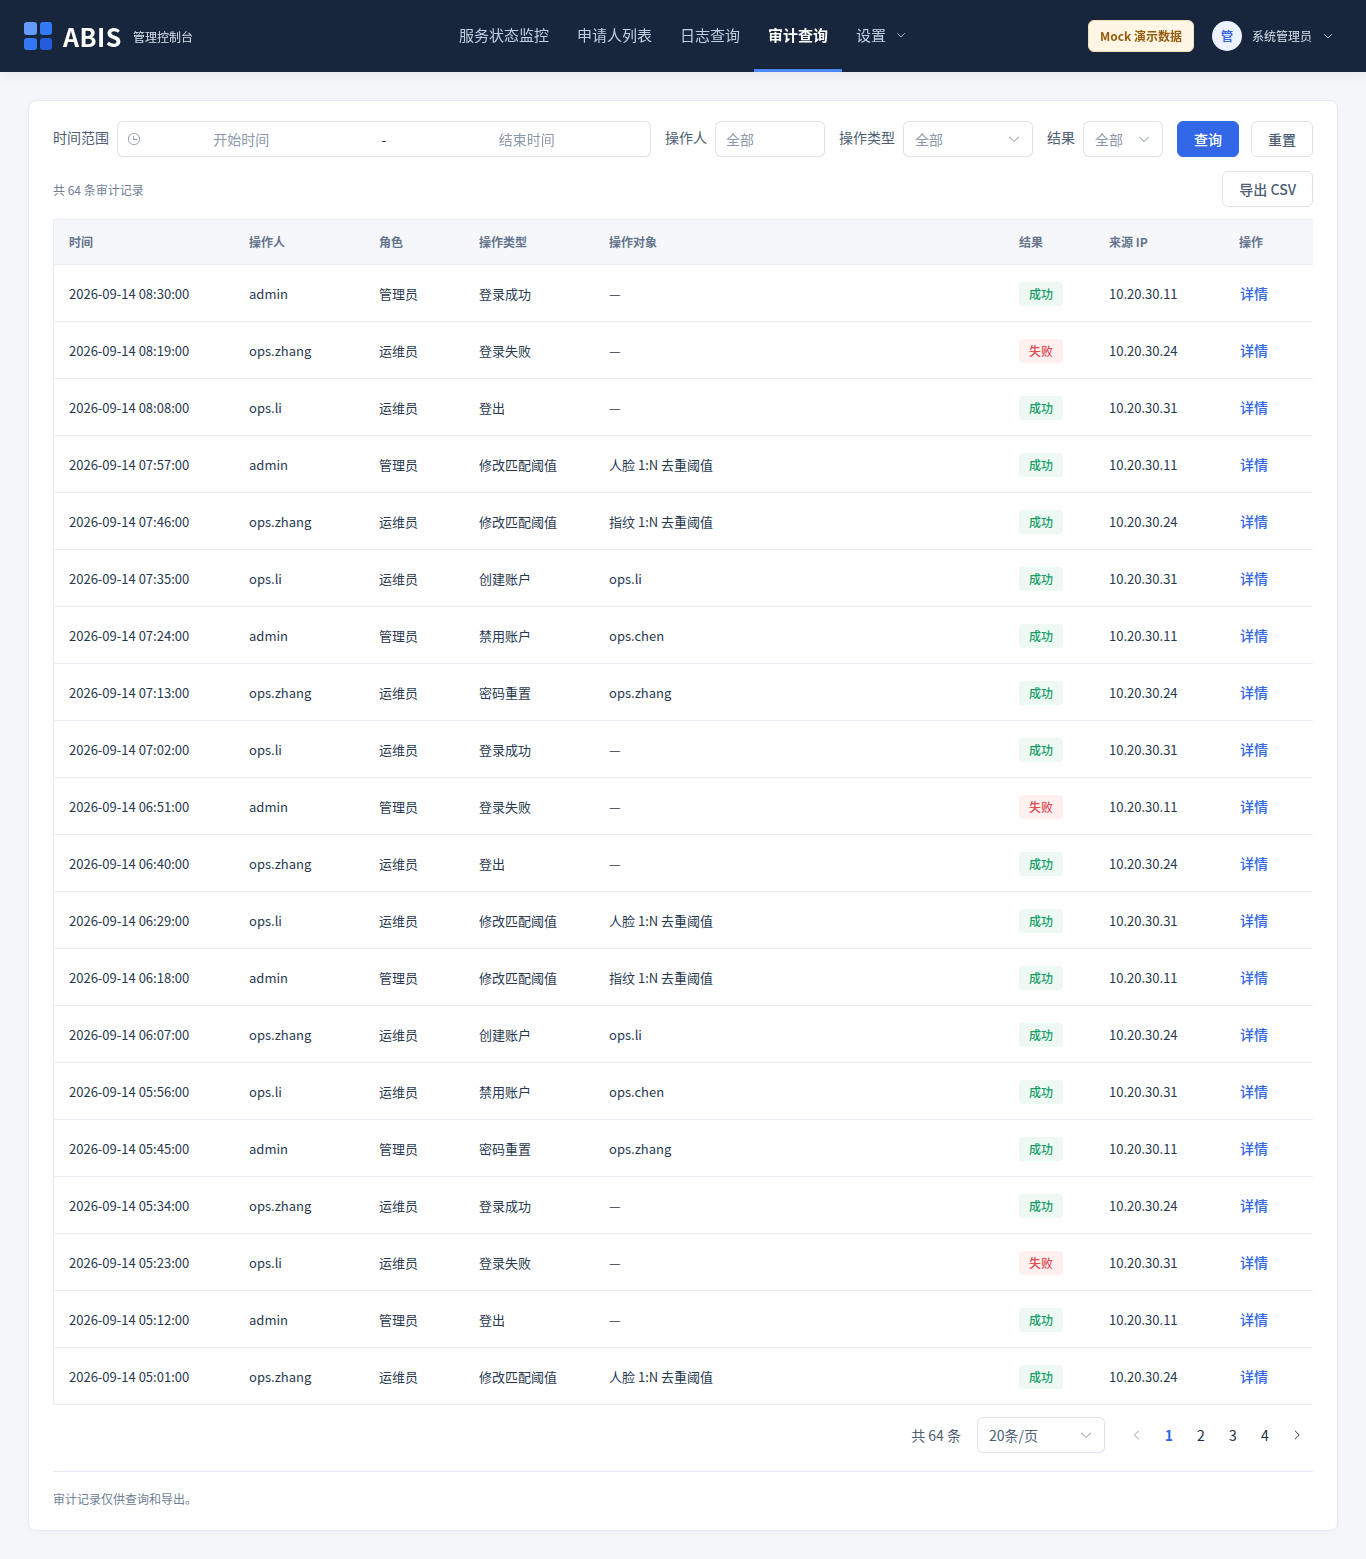 ABIS 管理控制台 服务状态监控 申请人列表 日志查询 审计查询 设置 Mock 演示数据 管 系统管理员
时间范围 开始时间 - 结束时间 操作人 全部 操作类型 全部 结果 全部 查询 重置
共 64 条审计记录 导出 CSV
时间 操作人 角色 操作类型 操作对象 结果 来源 IP 操作
2026-09-14 08:30:00 admin 管理员 登录成功 — 成功 10.20.30.11 详情
2026-09-14 08:19:00 ops.zhang 运维员 登录失败 — 失败 10.20.30.24 详情
2026-09-14 08:08:00 ops.li 运维员 登出 — 成功 10.20.30.31 详情
2026-09-14 07:57:00 admin 管理员 修改匹配阈值 人脸 1:N 去重阈值 成功 10.20.30.11 详情
2026-09-14 07:46:00 ops.zhang 运维员 修改匹配阈值 指纹 1:N 去重阈值 成功 10.20.30.24 详情
2026-09-14 07:35:00 ops.li 运维员 创建账户 ops.li 成功 10.20.30.31 详情
2026-09-14 07:24:00 admin 管理员 禁用账户 ops.chen 成功 10.20.30.11 详情
2026-09-14 07:13:00 ops.zhang 运维员 密码重置 ops.zhang 成功 10.20.30.24 详情
2026-09-14 07:02:00 ops.li 运维员 登录成功 — 成功 10.20.30.31 详情
2026-09-14 06:51:00 admin 管理员 登录失败 — 失败 10.20.30.11 详情
2026-09-14 06:40:00 ops.zhang 运维员 登出 — 成功 10.20.30.24 详情
2026-09-14 06:29:00 ops.li 运维员 修改匹配阈值 人脸 1:N 去重阈值 成功 10.20.30.31 详情
2026-09-14 06:18:00 admin 管理员 修改匹配阈值 指纹 1:N 去重阈值 成功 10.20.30.11 详情
2026-09-14 06:07:00 ops.zhang 运维员 创建账户 ops.li 成功 10.20.30.24 详情
2026-09-14 05:56:00 ops.li 运维员 禁用账户 ops.chen 成功 10.20.30.31 详情
2026-09-14 05:45:00 admin 管理员 密码重置 ops.zhang 成功 10.20.30.11 详情
2026-09-14 05:34:00 ops.zhang 运维员 登录成功 — 成功 10.20.30.24 详情
2026-09-14 05:23:00 ops.li 运维员 登录失败 — 失败 10.20.30.31 详情
2026-09-14 05:12:00 admin 管理员 登出 — 成功 10.20.30.11 详情
2026-09-14 05:01:00 ops.zhang 运维员 修改匹配阈值 人脸 1:N 去重阈值 成功 10.20.30.24 详情
共 64 条 20条/页 1 2 3 4
审计记录仅供查询和导出。